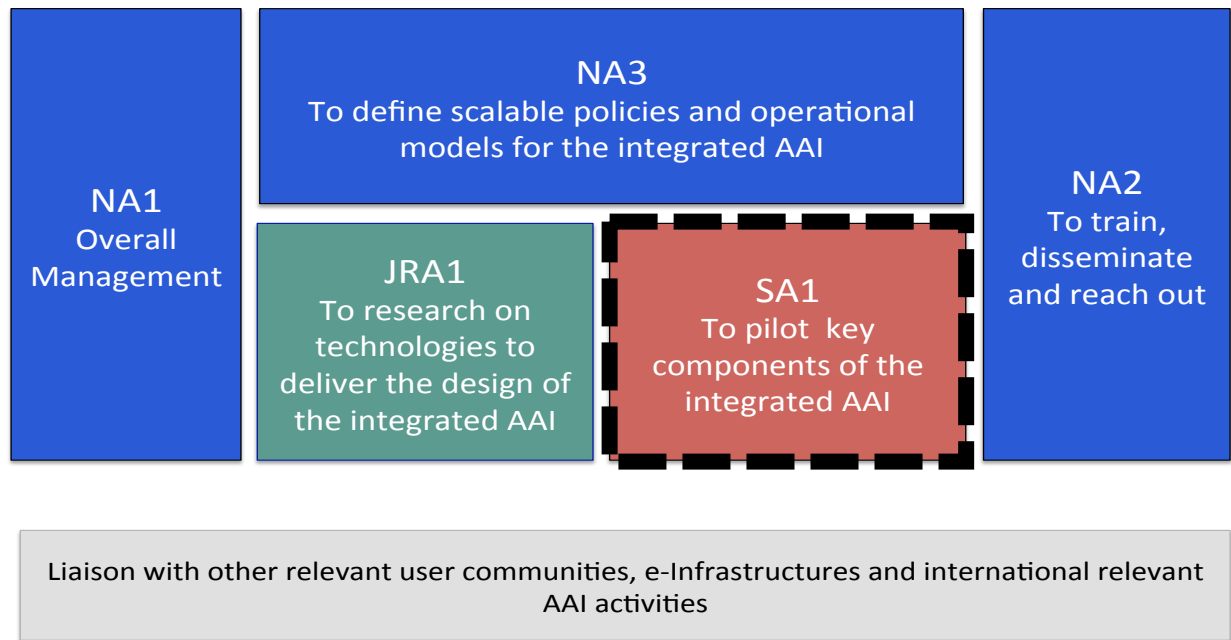 NA1
Overall
Management
NA3
To define scalable policies and operational
models for the integrated AAI
JRA1
To research on
technologies to
deliver the design of
the integrated AAI
SA1
To pilot key
components of the
integrated AAI
NA2
To train,
disseminate
and reach out
Liaison with other relevant user communities, e-Infrastructures and international relevant
AAI activities